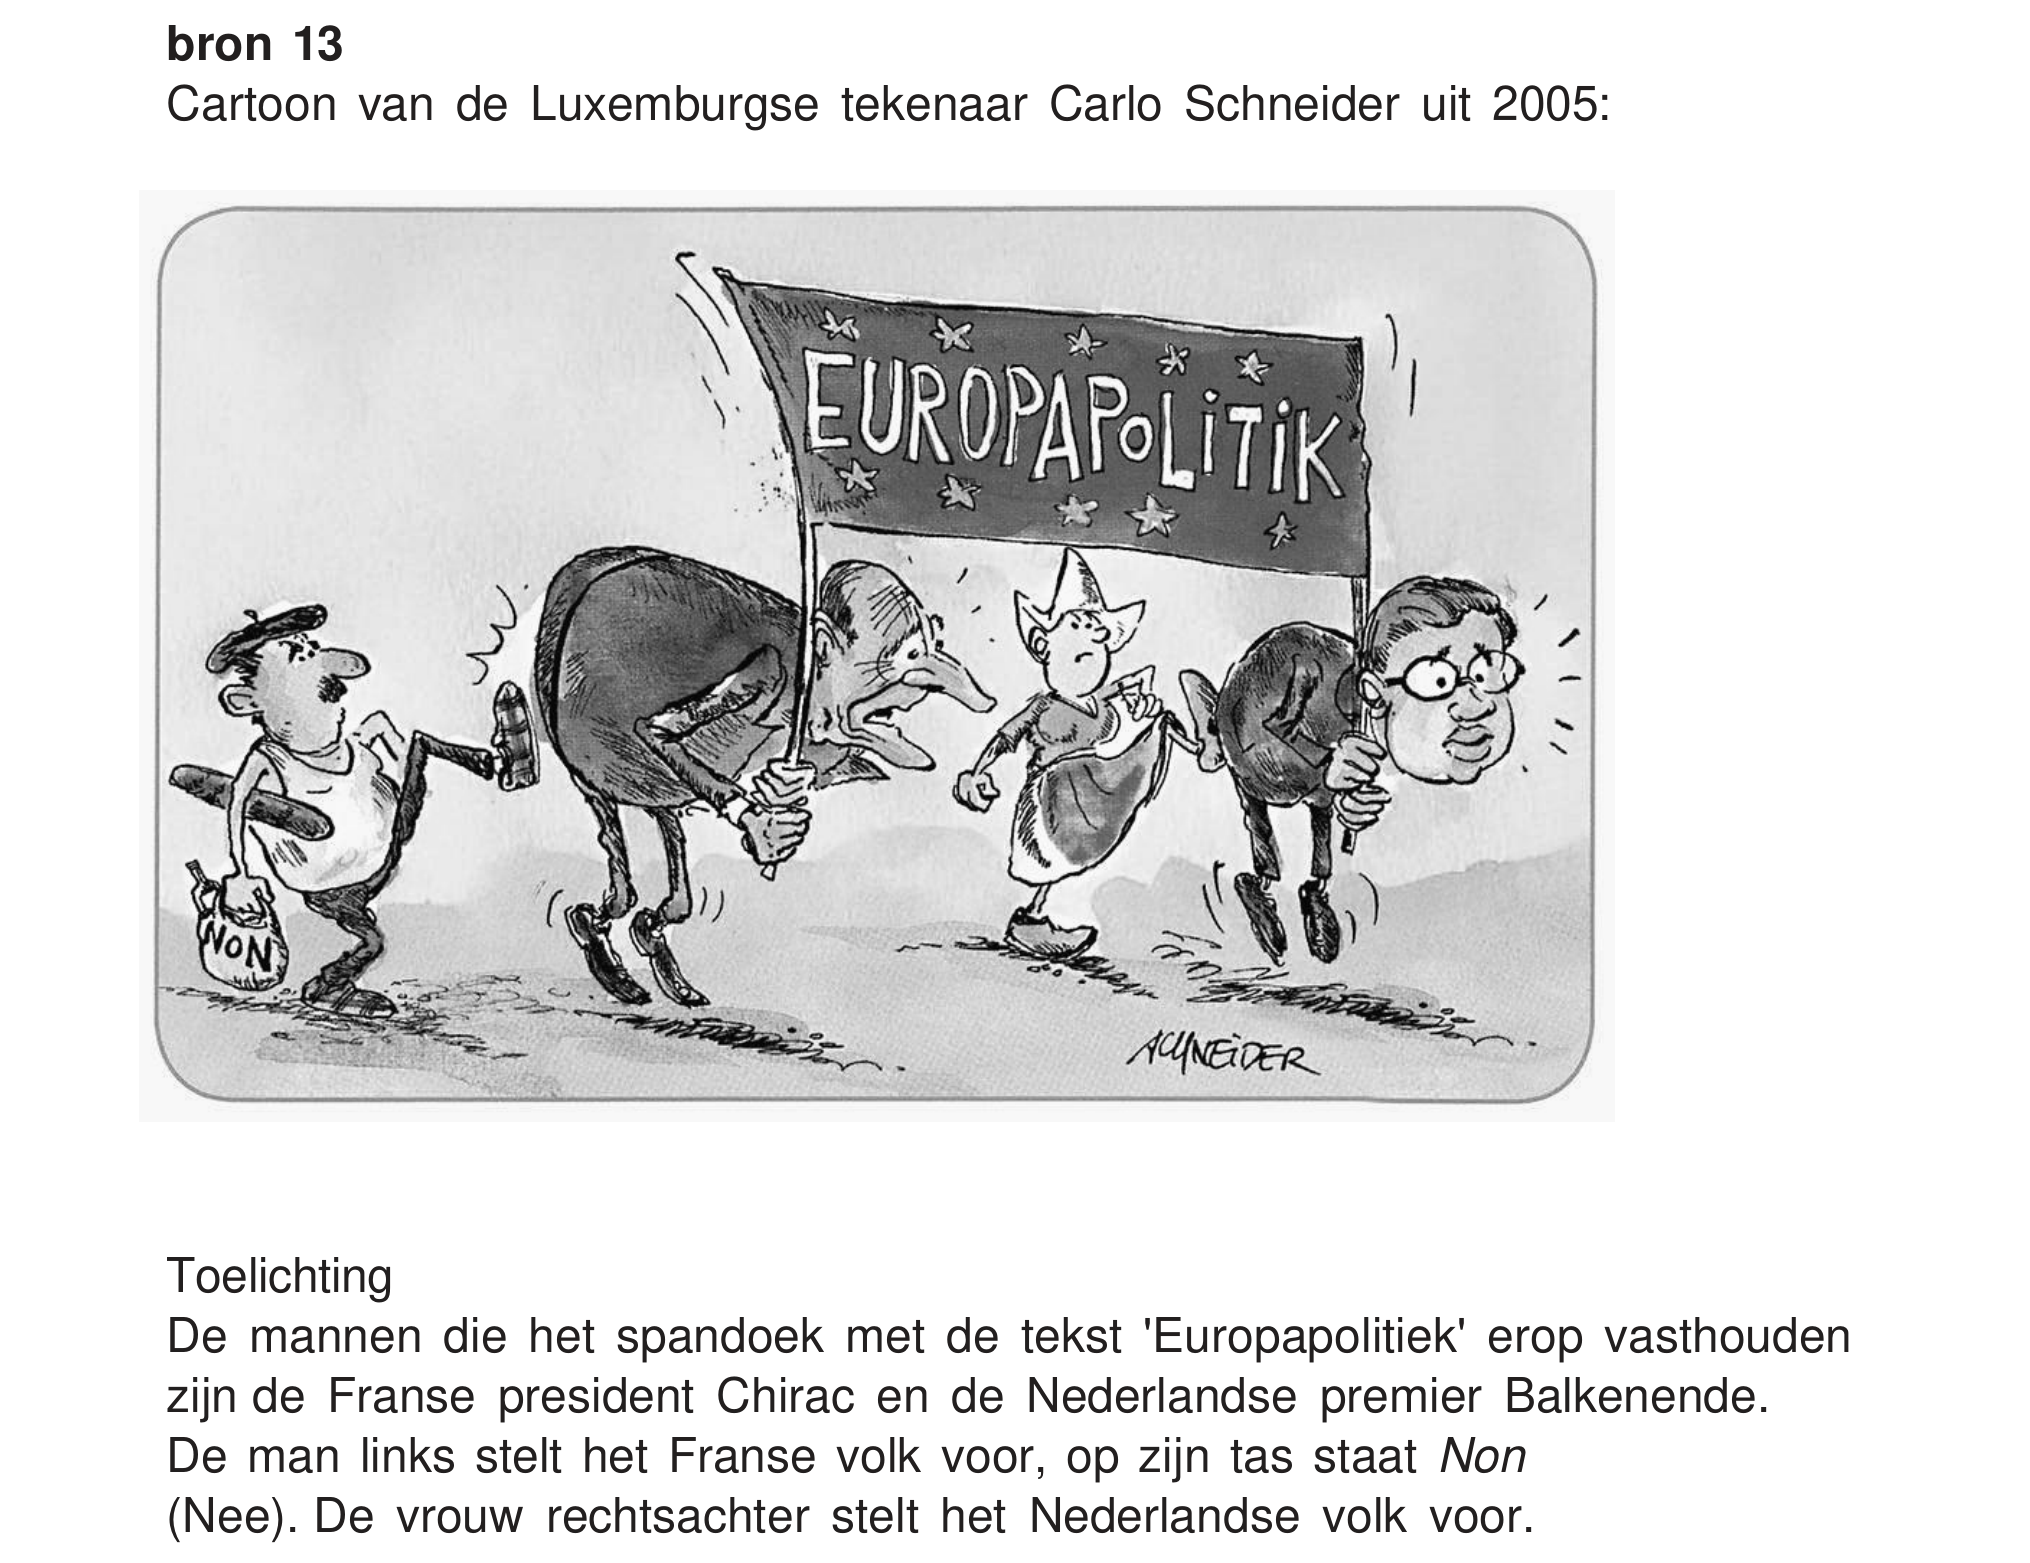 bron 13
Cartoon van de Luxemburgse tekenaar Carlo Schneider uit 2005:
EUROPAPOLITIK
NON
SCHNEIDER
Toelichting
De mannen die het spandoek met de tekst 'Europapolitiek' erop vasthouden
zijn de Franse president Chirac en de Nederlandse premier Balkenende.
De man links stelt het Franse volk voor, op zijn tas staat Non
(Nee). De vrouw rechtsachter stelt het Nederlandse volk voor.